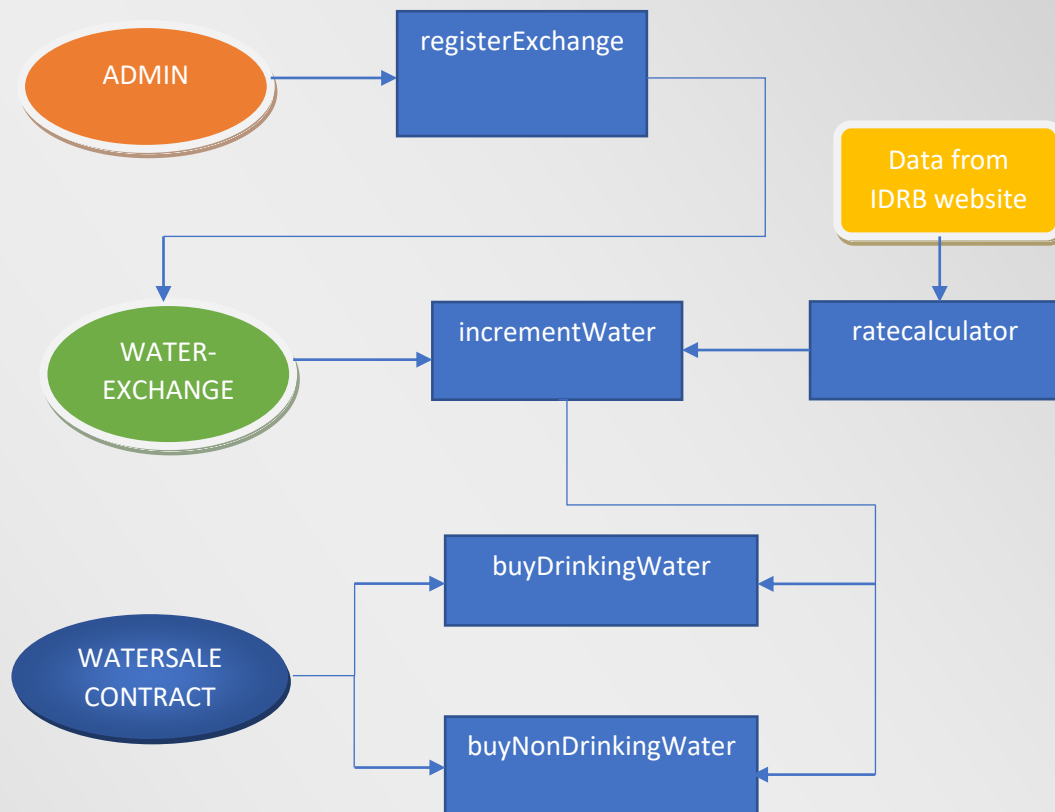 registerExchange
ADMIN
Data from
IDRB website
incrementWater
ratecalculator
WATER-
EXCHANGE
buyDrinkingWater
WATERSALE
CONTRACT
buyNonDrinkingWater